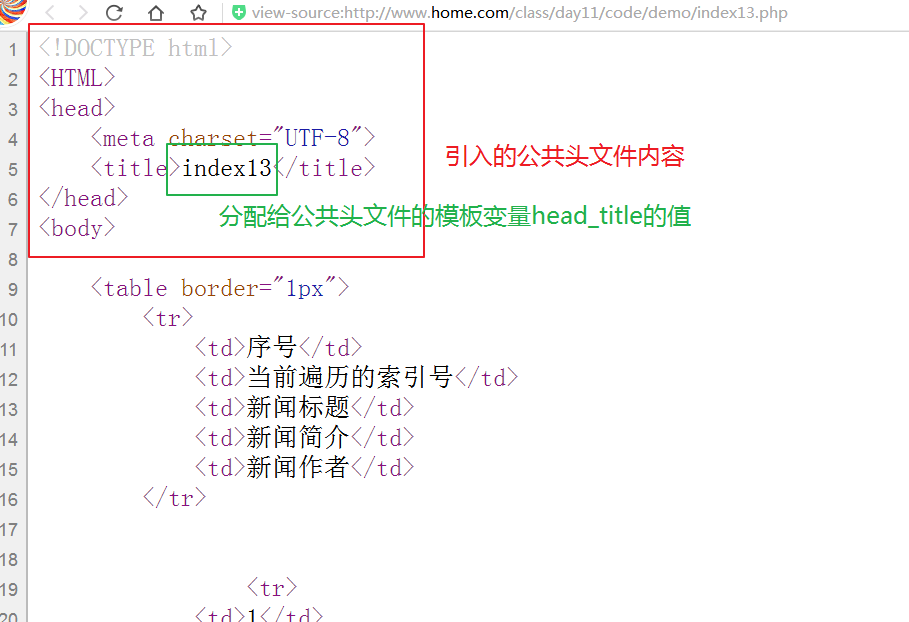 view-source:http://www.home.com/class/day11/code/demo/index13.php
1 <!DOCTYPE html>
2 <HTML>
3 <head>
4 <meta charset="UTF-8">
5 <title>index13</title>
引入的公共头文件内容
6 </head>
分配给公共头文件的模板变量head_title的值
7 <body>
8
9 <table border="1px">
10 <tr>
11 <td>序号</td>
12 <td>当前遍历的索引号</td>
13 <td>新闻标题</td>
14 <td>新闻简介</td>
15 <td>新闻作者</td>
16 </tr>
17
18
19 <tr>
20 <td>1</td>